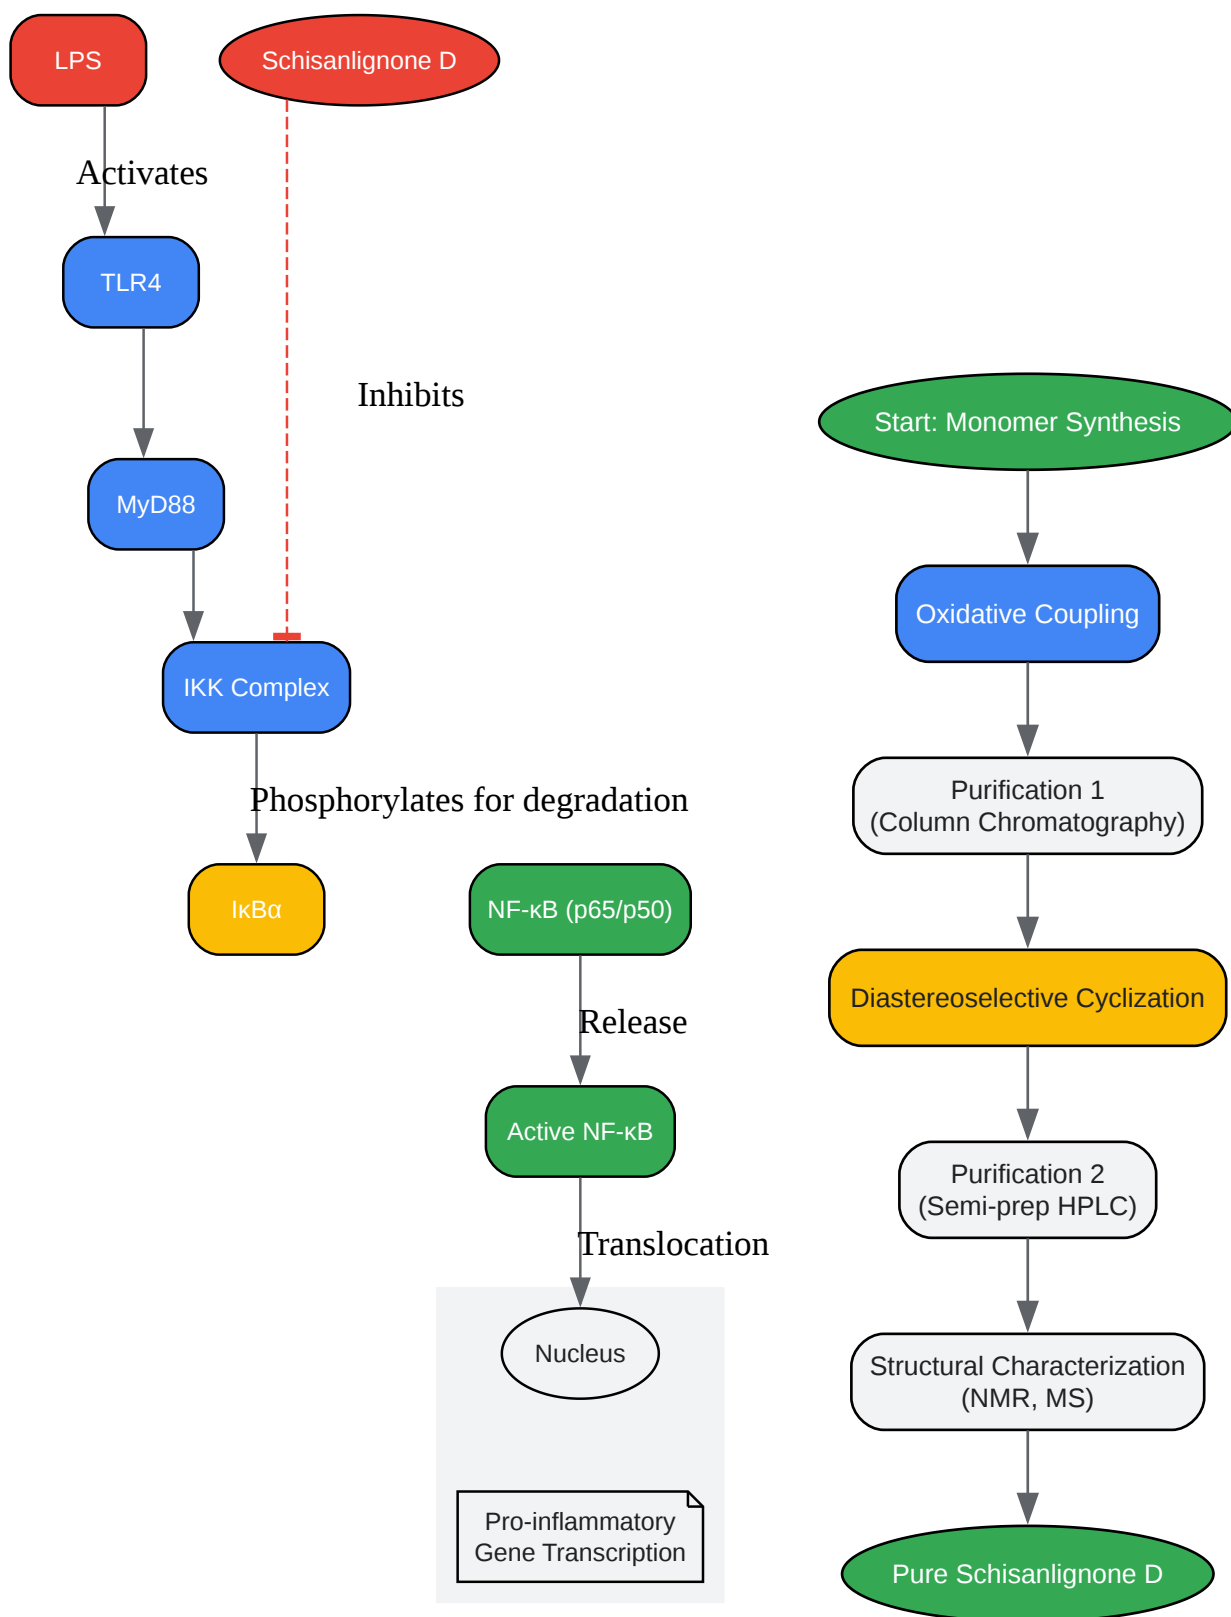 LPS
Schisanlignone D
Activates
TLR4
Inhibits
MyD88
IKK Complex
Phosphorylates for degradation
IκBα
NF-κB (p65/p50)
Release
Active NF-κB
Translocation
Nucleus
Pro-inflammatory
Gene Transcription
Start: Monomer Synthesis
Oxidative Coupling
Purification 1
(Column Chromatography)
Diastereoselective Cyclization
Purification 2
(Semi-prep HPLC)
Structural Characterization
(NMR, MS)
Pure Schisanlignone D